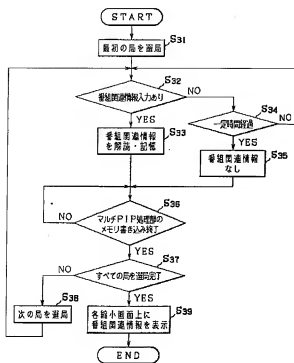 START
S31
最初の局を選局
S32
番組関連情報入力あり
NO
YES
S33
番組関連情報
を解読・記憶
S34
一定時間経過
NO
YES
S35
番組関連情報
なし
S36
マルチPIP処理部の
メモリ書き込み終了
NO
YES
S37
すべての局を選局完了
NO
YES
S38
次の局を選局
S39
各縮小画面上に
番組関連情報を表示
END